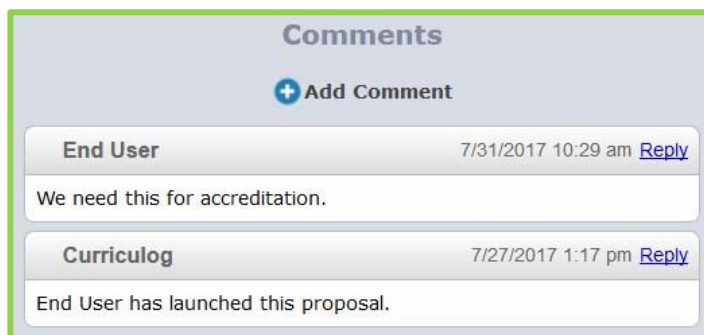 Comments
Add Comment
End User 7/31/2017 10:29 am Reply
We need this for accreditation.
Curriculog 7/27/2017 1:17 pm Reply
End User has launched this proposal.